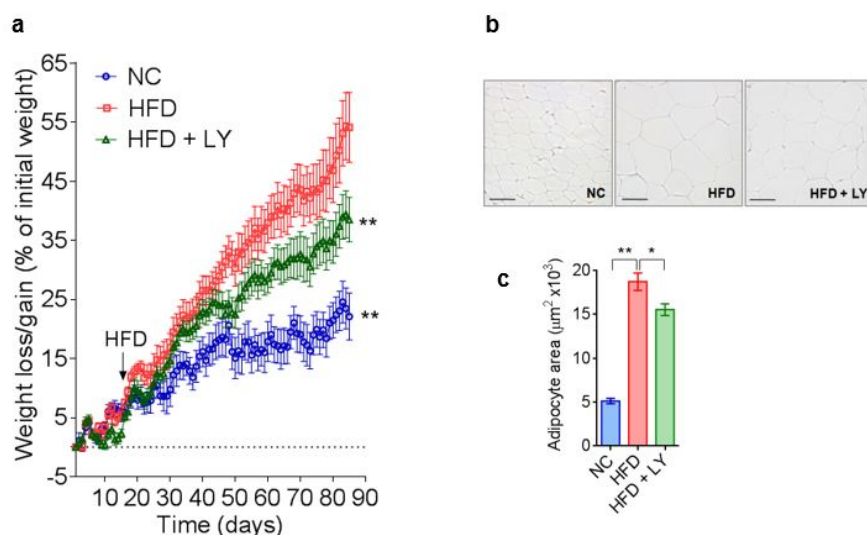 a
Weight loss/gain (% of initial weight)
65
55
45
35
25
15
5
-5
NC
HFD
HFD + LY
HFD
**
**
10 20 30 40 50 60 70 80 90
Time (days)
b
NC
HFD
HFD + LY
c
Adipocyte area (µm² x10³)
20
15
10
5
0
** *
NC
HFD
HFD + LY